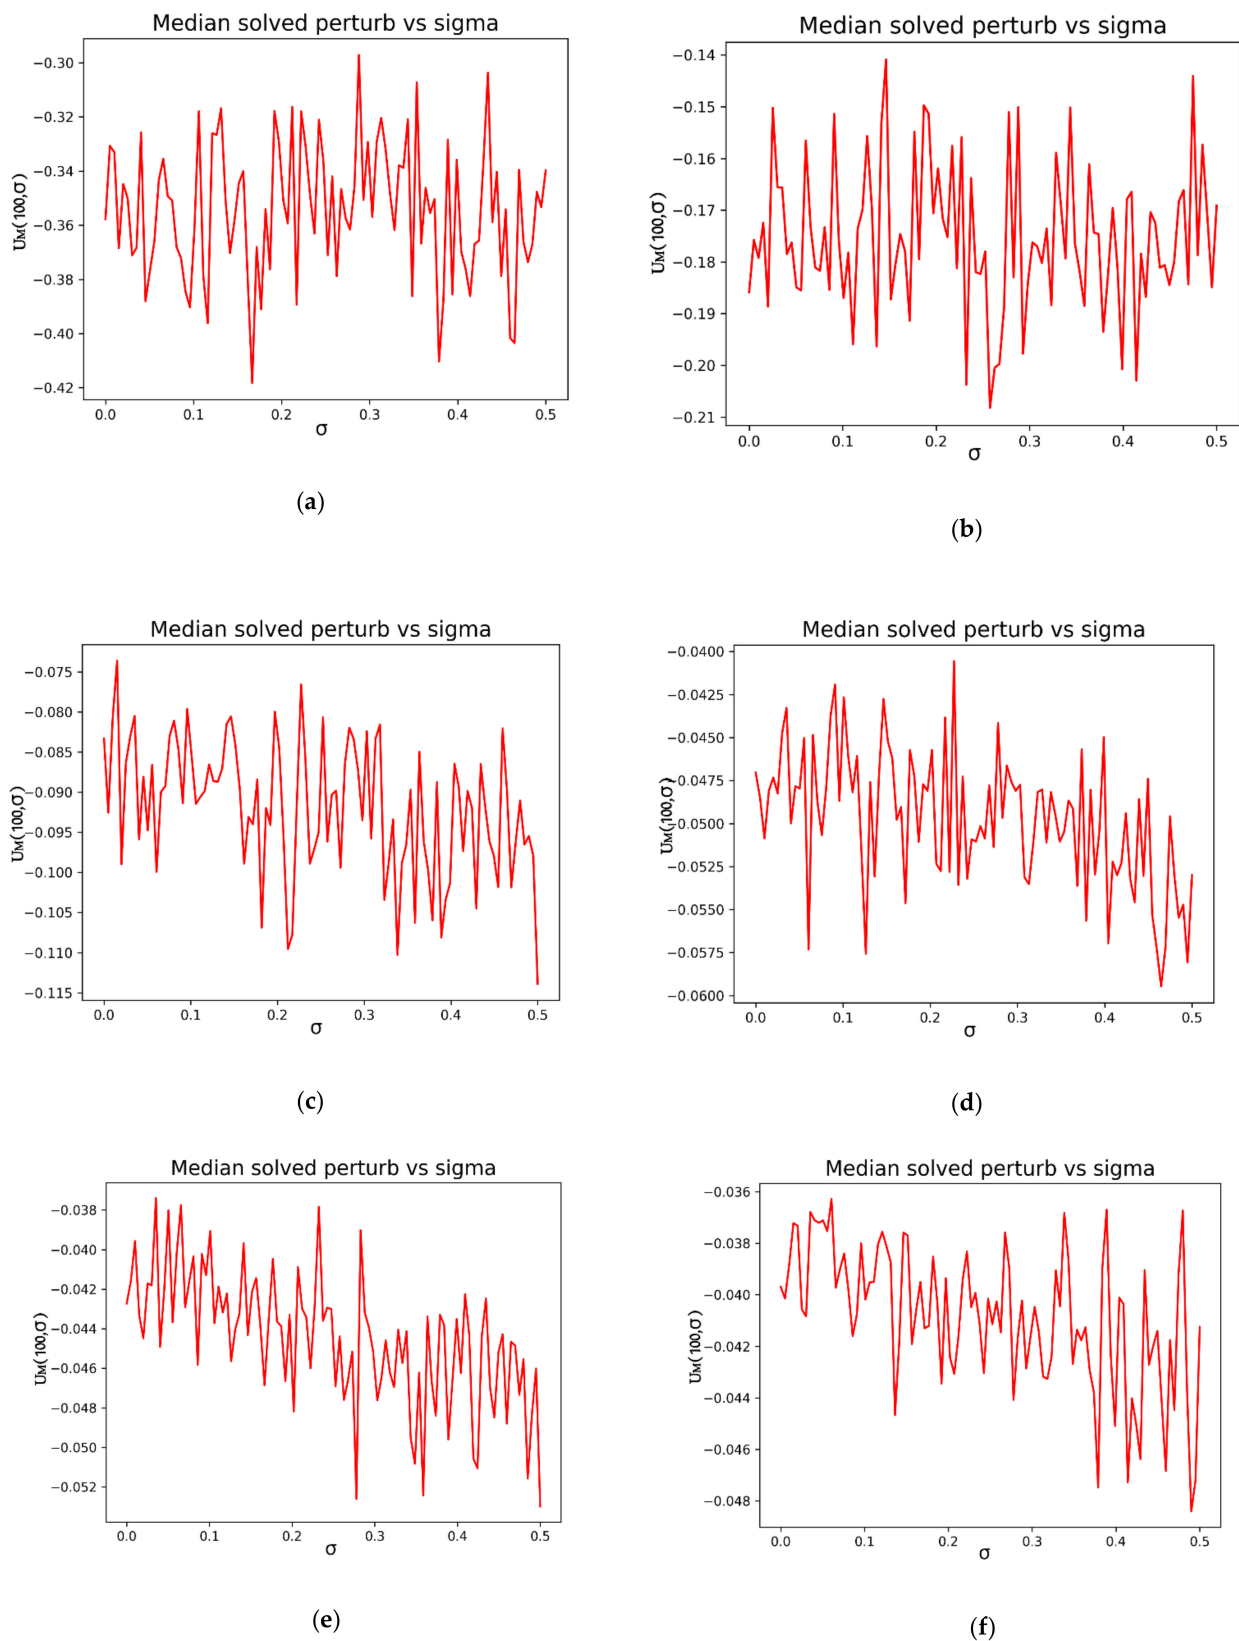 Median solved perturb vs sigma
−0.30
−0.32
−0.34
−0.36
−0.38
−0.40
−0.42
UM(100,σ)
0.0 0.1 0.2 0.3 0.4 0.5
σ
(a)
Median solved perturb vs sigma
−0.14
−0.15
−0.16
−0.17
−0.18
−0.19
−0.20
−0.21
UM(100,σ)
0.0 0.1 0.2 0.3 0.4 0.5
σ
(b)
Median solved perturb vs sigma
−0.075
−0.080
−0.085
−0.090
−0.095
−0.100
−0.105
−0.110
−0.115
UM(100,σ)
0.0 0.1 0.2 0.3 0.4 0.5
σ
(c)
Median solved perturb vs sigma
−0.0400
−0.0425
−0.0450
−0.0475
−0.0500
−0.0525
−0.0550
−0.0575
−0.0600
UM(100,σ)
0.0 0.1 0.2 0.3 0.4 0.5
σ
(d)
Median solved perturb vs sigma
−0.038
−0.040
−0.042
−0.044
−0.046
−0.048
−0.050
−0.052
UM(100,σ)
0.0 0.1 0.2 0.3 0.4 0.5
σ
(e)
Median solved perturb vs sigma
−0.036
−0.038
−0.040
−0.042
−0.044
−0.046
−0.048
UM(100,σ)
0.0 0.1 0.2 0.3 0.4 0.5
σ
(f)